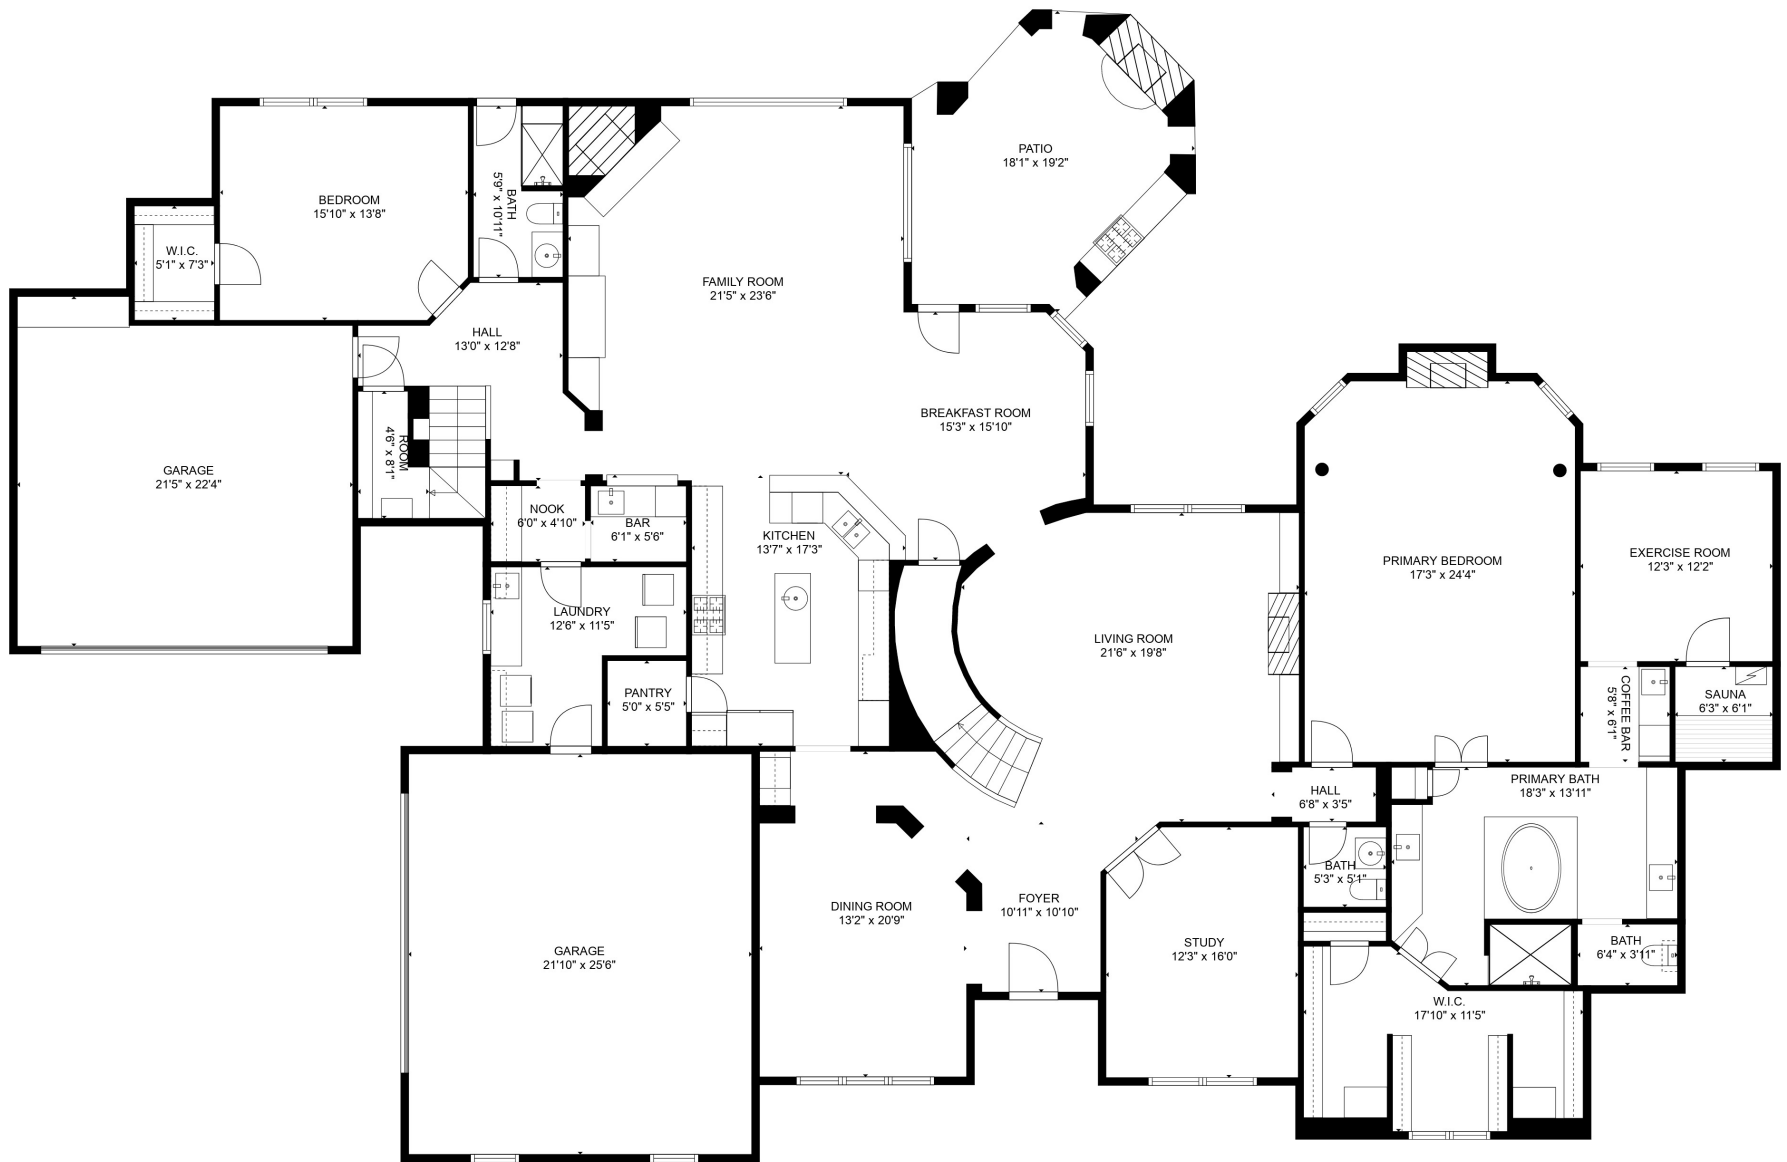 PATIO
18'1" x 19'2"
BEDROOM
15'10" x 13'8"
BATH
5'9" x 10'11"
W.I.C.
5'1" x 7'3"
FAMILY ROOM
21'5" x 23'6"
HALL
13'0" x 12'8"
BREAKFAST ROOM
15'3" x 15'10"
ROOM
4'6" x 8'1"
GARAGE
21'5" x 22'4"
NOOK
6'0" x 4'10"
BAR
6'1" x 5'6"
KITCHEN
13'7" x 17'3"
PRIMARY BEDROOM
17'3" x 24'4"
EXERCISE ROOM
12'3" x 12'2"
LAUNDRY
12'6" x 11'5"
LIVING ROOM
21'6" x 19'8"
PANTRY
5'0" x 5'5"
COFFEE BAR
5'8" x 6'1"
SAUNA
6'3" x 6'1"
PRIMARY BATH
18'3" x 13'11"
HALL
6'8" x 3'5"
BATH
5'3" x 5'1"
DINING ROOM
13'2" x 20'9"
FOYER
10'11" x 10'10"
STUDY
12'3" x 16'0"
BATH
6'4" x 3'11"
GARAGE
21'10" x 25'6"
W.I.C.
17'10" x 11'5"